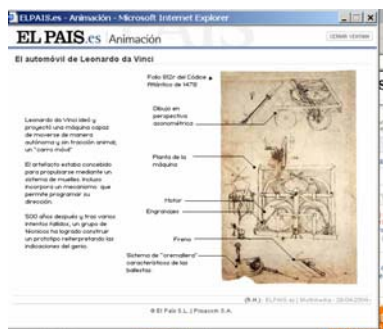 ELPAIS.es - Animación - Microsoft Internet Explorer
EL PAIS.es Animación
CERRAR VENTANA
El automóvil de Leonardo da Vinci
Folio 812r del Códice
Atlántico de 1478
Dibujo en
perspectiva
axonométrica
Leonardo da Vinci ideó y
proyectó una máquina capaz
de moverse de manera
autónoma y sin tracción animal,
un "carro móvil"
Planta de la
máquina
El artefacto estaba concebido
para propulsarse mediante un
sistema de muelles. Incluso
incorpora un mecanismo que
permite programar su
dirección.
Motor
Engranajes
500 años después y tras varios
intentos fallidos, un grupo de
técnicos ha logrado construir
un prototipo reinterpretando las
indicaciones del genio.
Freno
Sistema de "cremallera"
característicos de las
ballestas
ELPAIS.es | Multimedia -
© El País S.L. | Prisacom S.A.